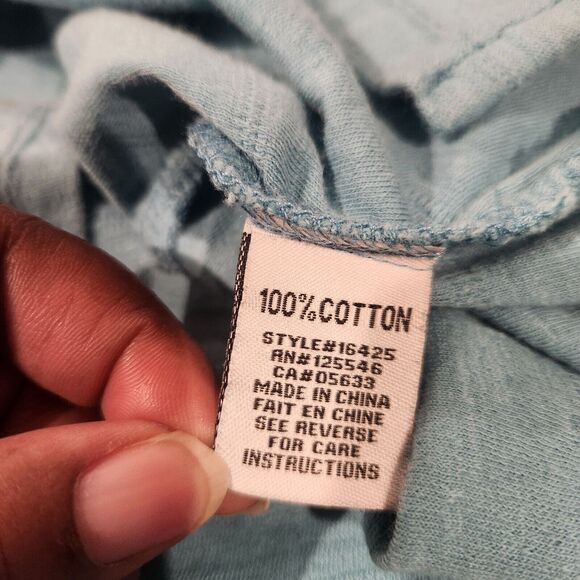 100% COTTON
STYLE#16425
RN#125546
CA#05633
MADE IN CHINA
FAIT EN CHINE
SEE REVERSE
FOR CARE
INSTRUCTIONS